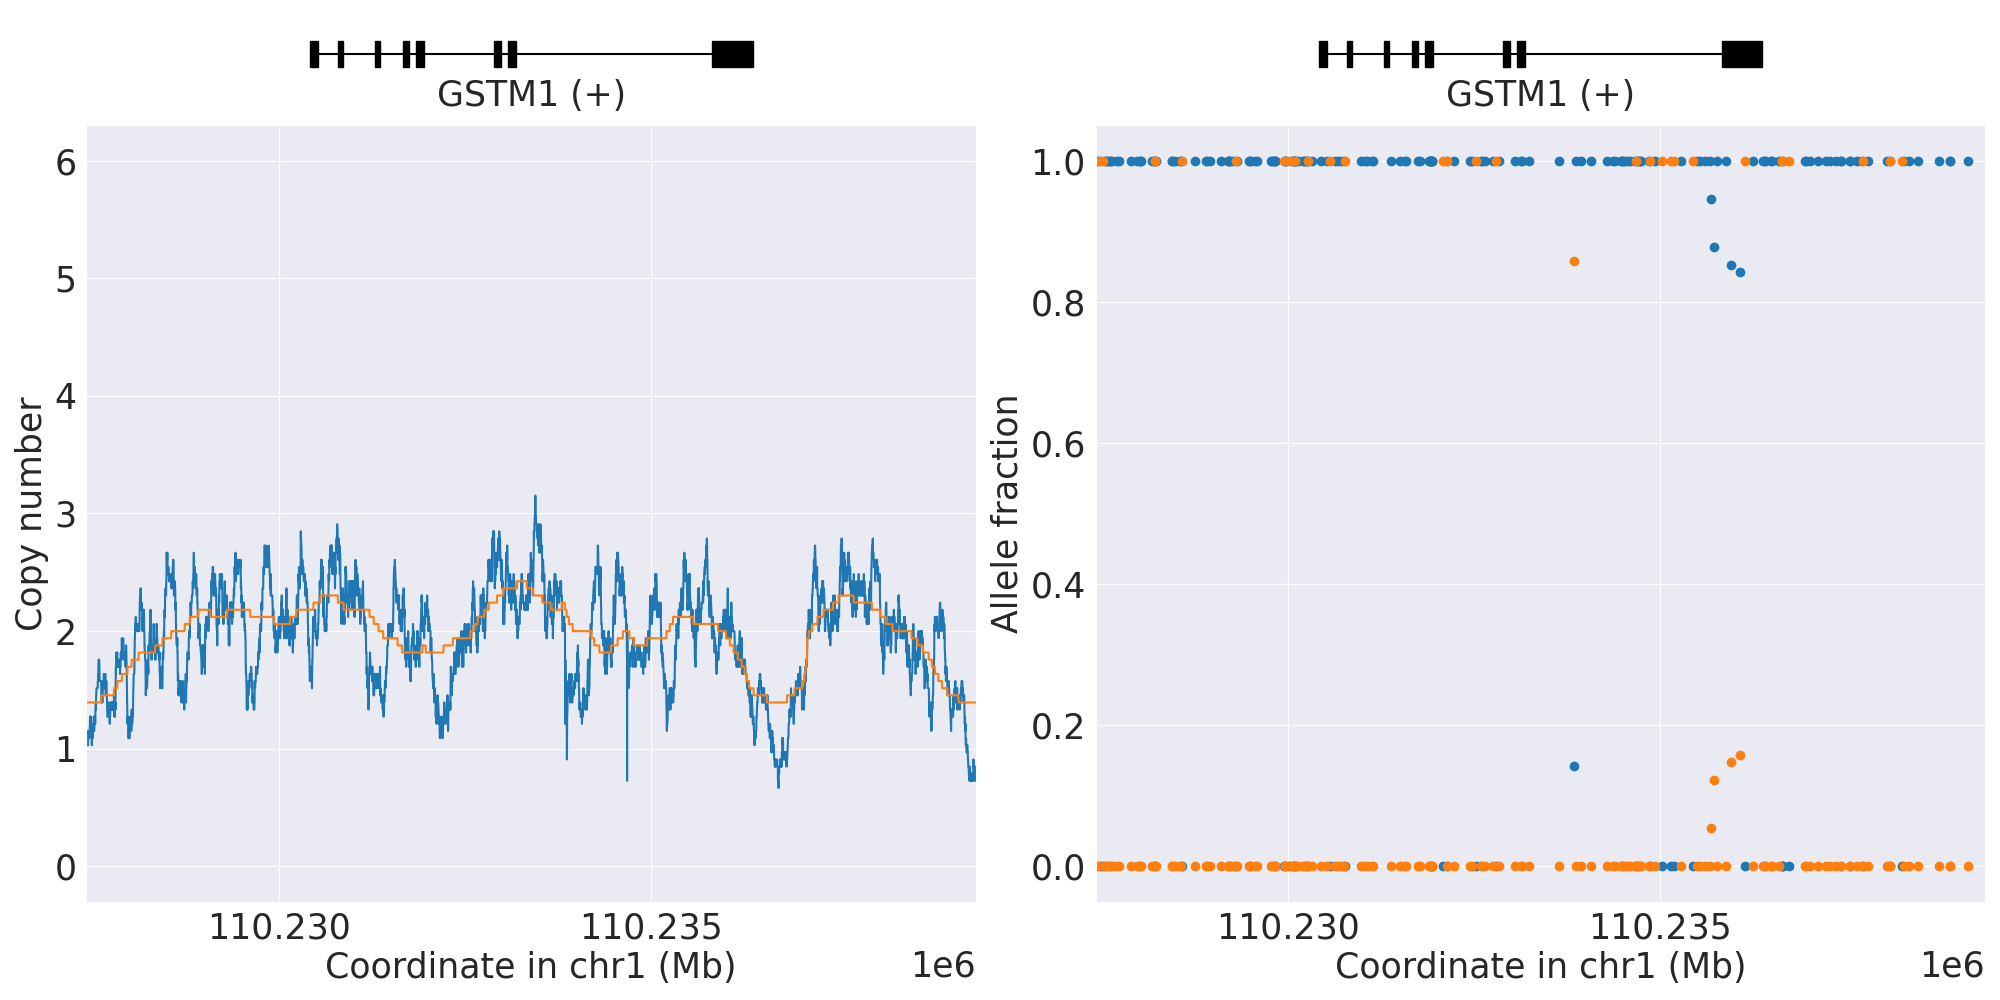 GSTM1 (+)
Copy number
6
5
4
3
2
1
0
110.230
110.235
Coordinate in chr1 (Mb)
1e6
GSTM1 (+)
Allele fraction
1.0
0.8
0.6
0.4
0.2
0.0
110.230
110.235
Coordinate in chr1 (Mb)
1e6